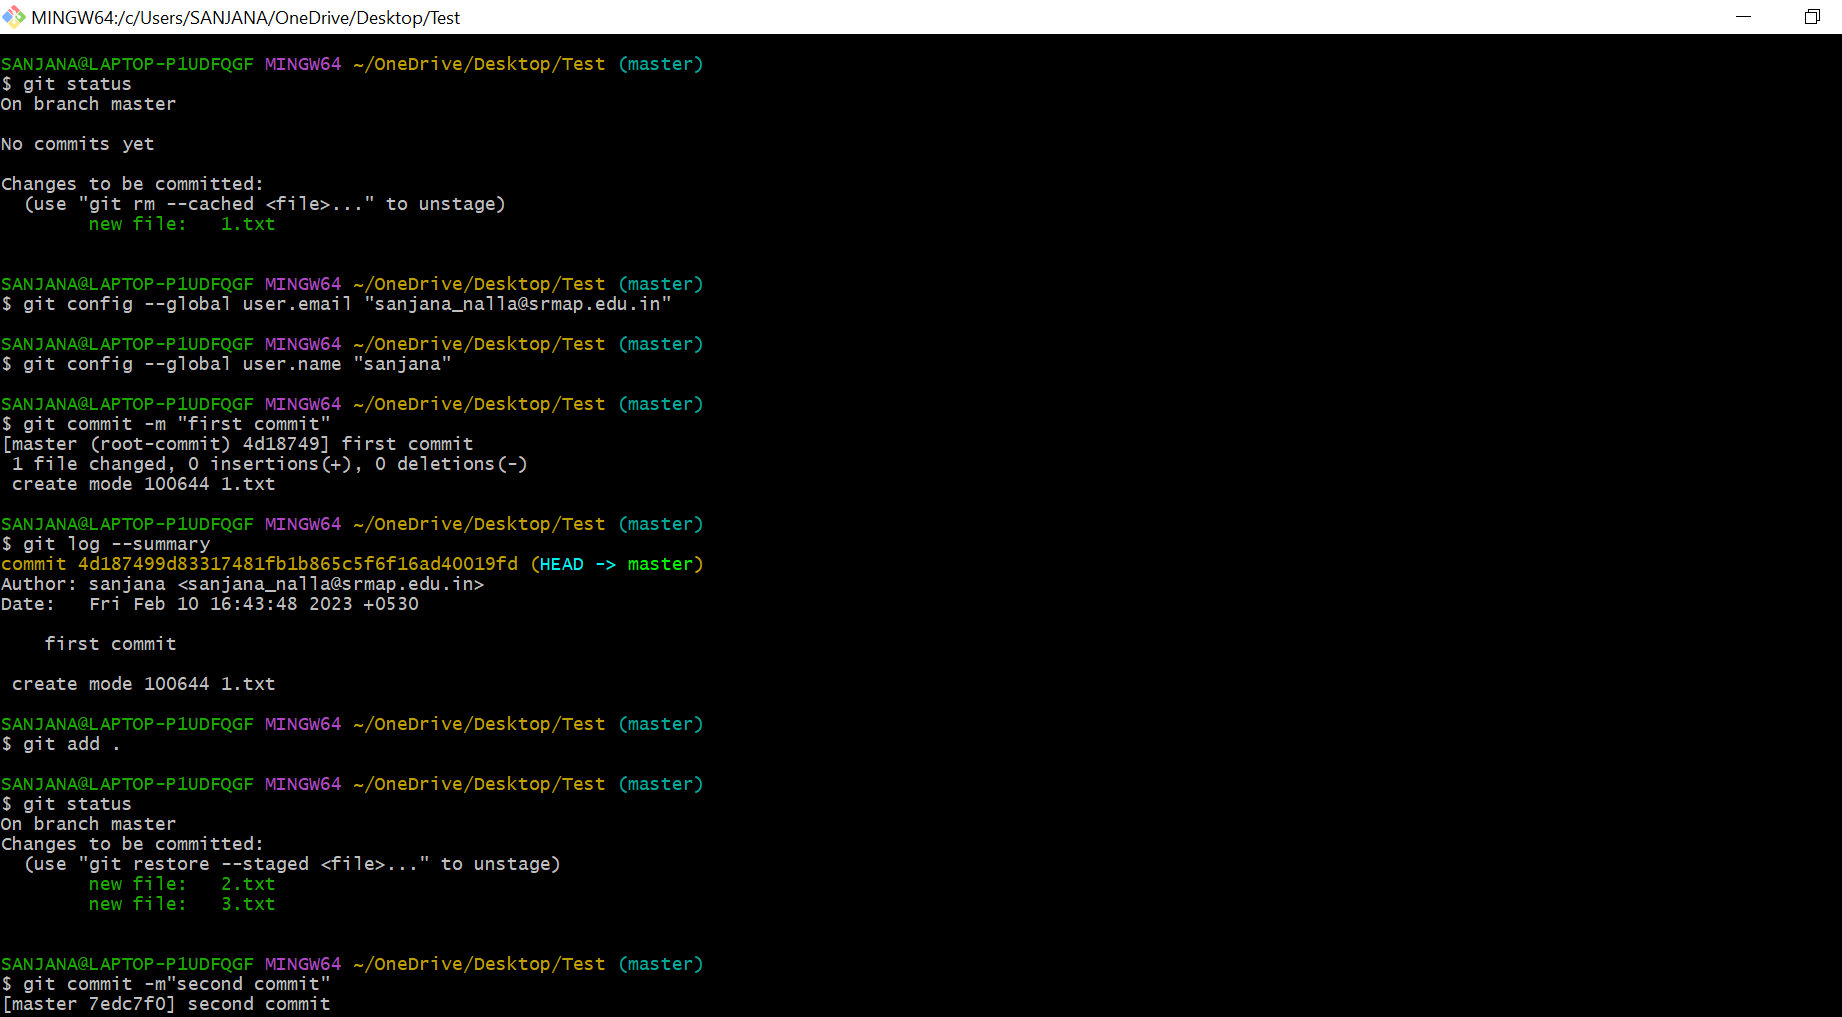 MINGW64:/c/Users/SANJANA/OneDrive/Desktop/Test
SANJANA@LAPTOP-P1UDFQGF MINGW64 ~/OneDrive/Desktop/Test (master)
$ git status
On branch master
No commits yet
Changes to be committed:
  (use "git rm --cached <file>..." to unstage)
        new file:   1.txt
SANJANA@LAPTOP-P1UDFQGF MINGW64 ~/OneDrive/Desktop/Test (master)
$ git config --global user.email "sanjana_nalla@srmap.edu.in"
SANJANA@LAPTOP-P1UDFQGF MINGW64 ~/OneDrive/Desktop/Test (master)
$ git config --global user.name "sanjana"
SANJANA@LAPTOP-P1UDFQGF MINGW64 ~/OneDrive/Desktop/Test (master)
$ git commit -m "first commit"
[master (root-commit) 4d18749] first commit
 1 file changed, 0 insertions(+), 0 deletions(-)
 create mode 100644 1.txt
SANJANA@LAPTOP-P1UDFQGF MINGW64 ~/OneDrive/Desktop/Test (master)
$ git log --summary
commit 4d187499d83317481fb1b865c5f6f16ad40019fd (HEAD -> master)
Author: sanjana <sanjana_nalla@srmap.edu.in>
Date:   Fri Feb 10 16:43:48 2023 +0530
    first commit
 create mode 100644 1.txt
SANJANA@LAPTOP-P1UDFQGF MINGW64 ~/OneDrive/Desktop/Test (master)
$ git add .
SANJANA@LAPTOP-P1UDFQGF MINGW64 ~/OneDrive/Desktop/Test (master)
$ git status
On branch master
Changes to be committed:
  (use "git restore --staged <file>..." to unstage)
        new file:   2.txt
        new file:   3.txt
SANJANA@LAPTOP-P1UDFQGF MINGW64 ~/OneDrive/Desktop/Test (master)
$ git commit -m"second commit"
[master 7edc7f0] second commit